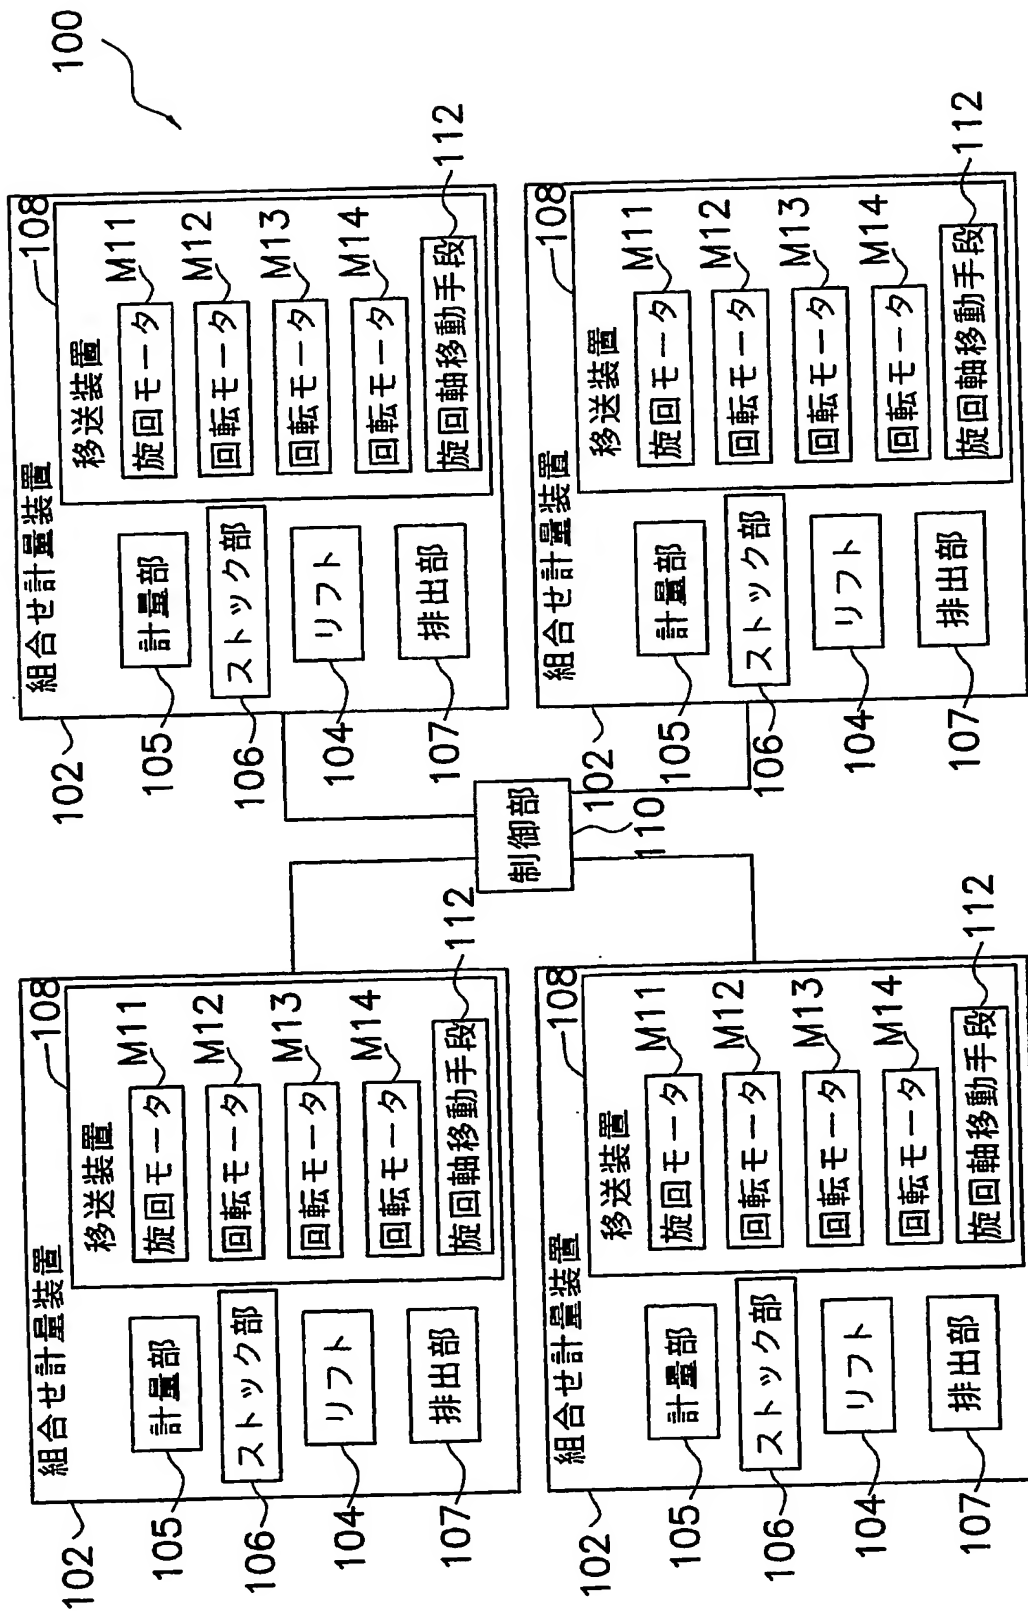 100
組合せ計量装置
108
移送装置
旋回モータ
M11
回転モータ
M12
回転モータ
M13
回転モータ
M14
旋回軸移動手段
112
計量部
ストック部
リフト
排出部
102
105
106
104
107
組合せ計量装置
108
移送装置
旋回モータ
M11
回転モータ
M12
回転モータ
M13
回転モータ
M14
旋回軸移動手段
112
計量部
ストック部
リフト
排出部
102
105
106
104
107
制御部
110
組合せ計量装置
108
移送装置
旋回モータ
M11
回転モータ
M12
回転モータ
M13
回転モータ
M14
旋回軸移動手段
112
計量部
ストック部
リフト
排出部
102
105
106
104
107
組合せ計量装置
108
移送装置
旋回モータ
M11
回転モータ
M12
回転モータ
M13
回転モータ
M14
旋回軸移動手段
112
計量部
ストック部
リフト
排出部
102
105
106
104
107